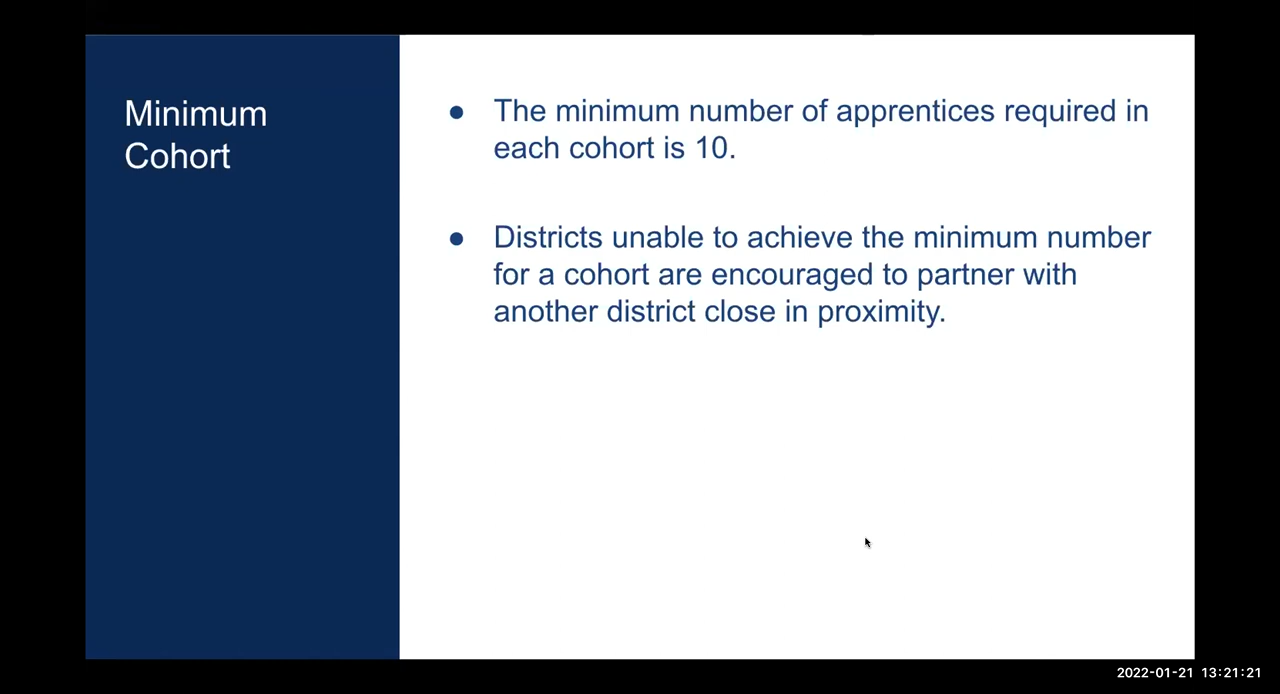 Minimum
Cohort
● The minimum number of apprentices required in
each cohort is 10.
● Districts unable to achieve the minimum number
for a cohort are encouraged to partner with
another district close in proximity.
2022-01-21 13:21:21